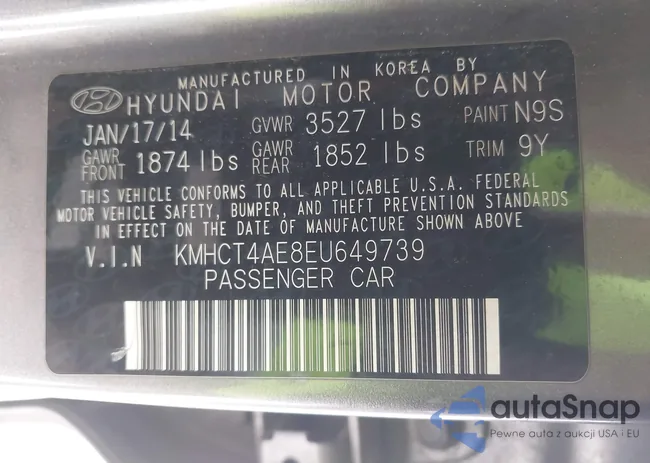 MANUFACTURED IN KOREA BY
HYUNDAI MOTOR COMPANY
JAN/17/14 GVWR 3527 lbs PAINT N9S
GAWR FRONT 1874 lbs GAWR REAR 1852 lbs TRIM 9Y
THIS VEHICLE CONFORMS TO ALL APPLICABLE U.S.A. FEDERAL
MOTOR VEHICLE SAFETY, BUMPER, AND THEFT PREVENTION STANDARDS
IN EFFECT ON THE DATE OF MANUFACTURE SHOWN ABOVE
V.I.N KMHCT4AE8EU649739
PASSENGER CAR
autaSnap
Pewne auta z aukcji USA i EU